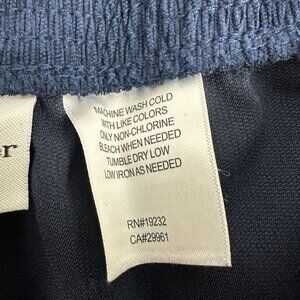 MACHINE WASH COLD
WITH LIKE COLORS
ONLY NON-CHLORINE
BLEACH WHEN NEEDED
TUMBLE DRY LOW
LOW IRON AS NEEDED
RN#19232
CA#29961
er